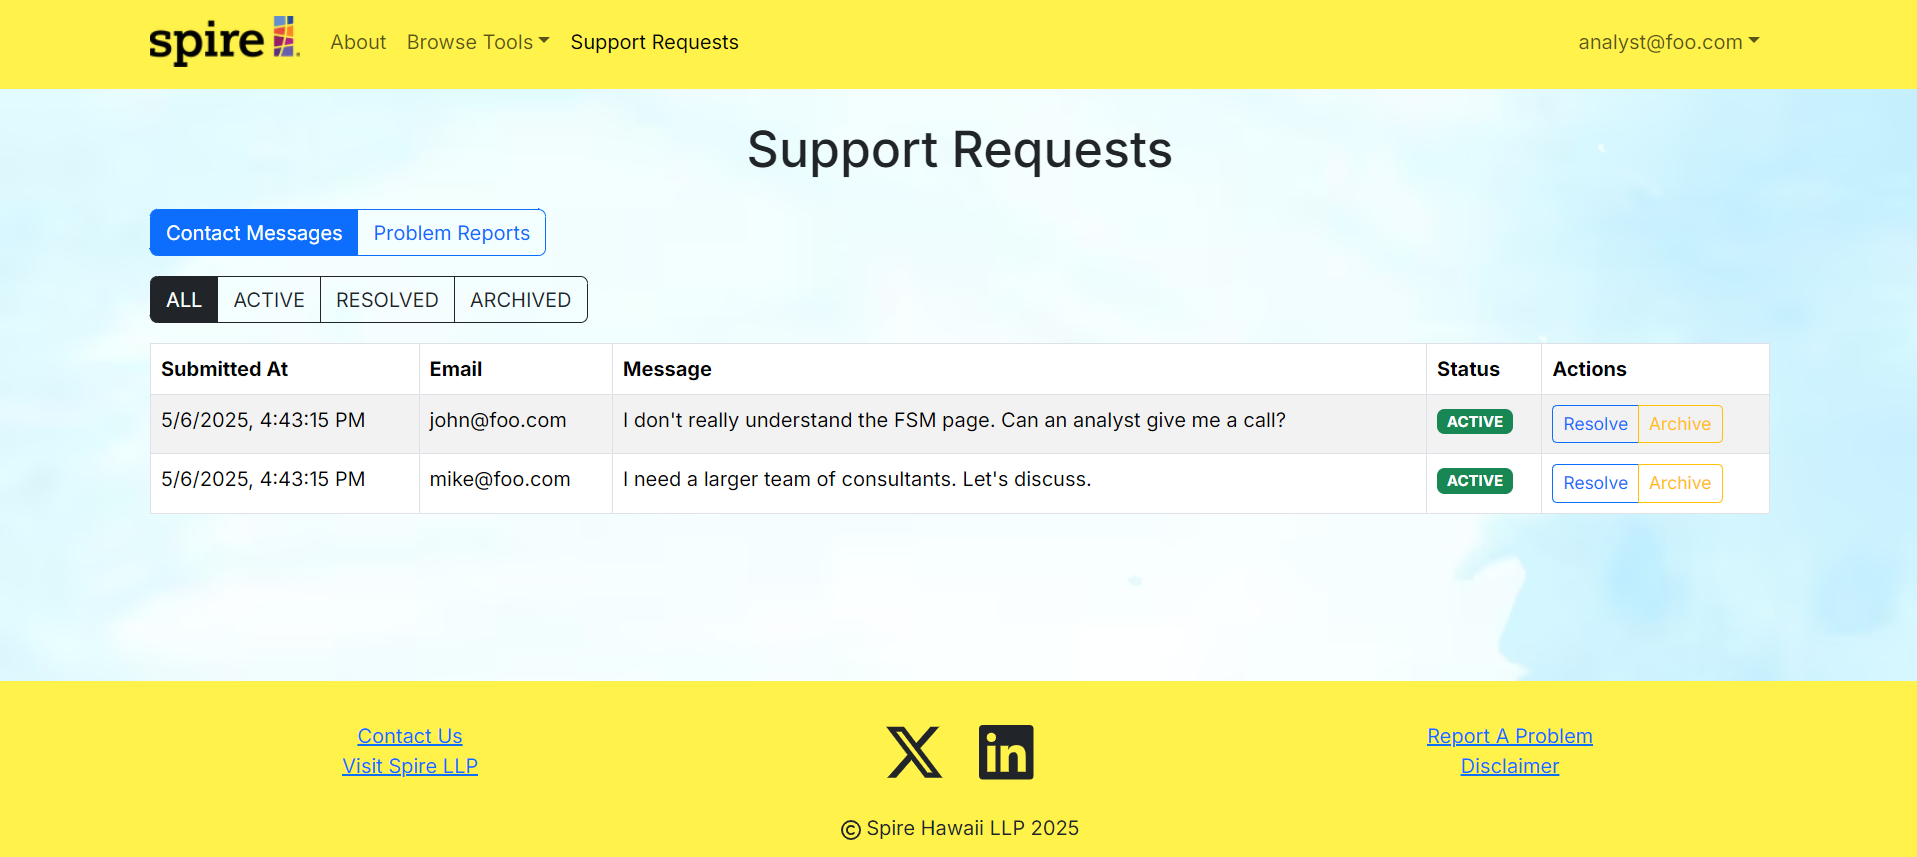 spire
About
Browse Tools
Support Requests
analyst@foo.com
Support Requests
Contact Messages
Problem Reports
ALL
ACTIVE
RESOLVED
ARCHIVED
Submitted At Email Message Status Actions
5/6/2025, 4:43:15 PM john@foo.com I don't really understand the FSM page. Can an analyst give me a call? ACTIVE Resolve Archive
5/6/2025, 4:43:15 PM mike@foo.com I need a larger team of consultants. Let's discuss. ACTIVE Resolve Archive
Contact Us
Visit Spire LLP
X
in
Report A Problem
Disclaimer
© Spire Hawaii LLP 2025